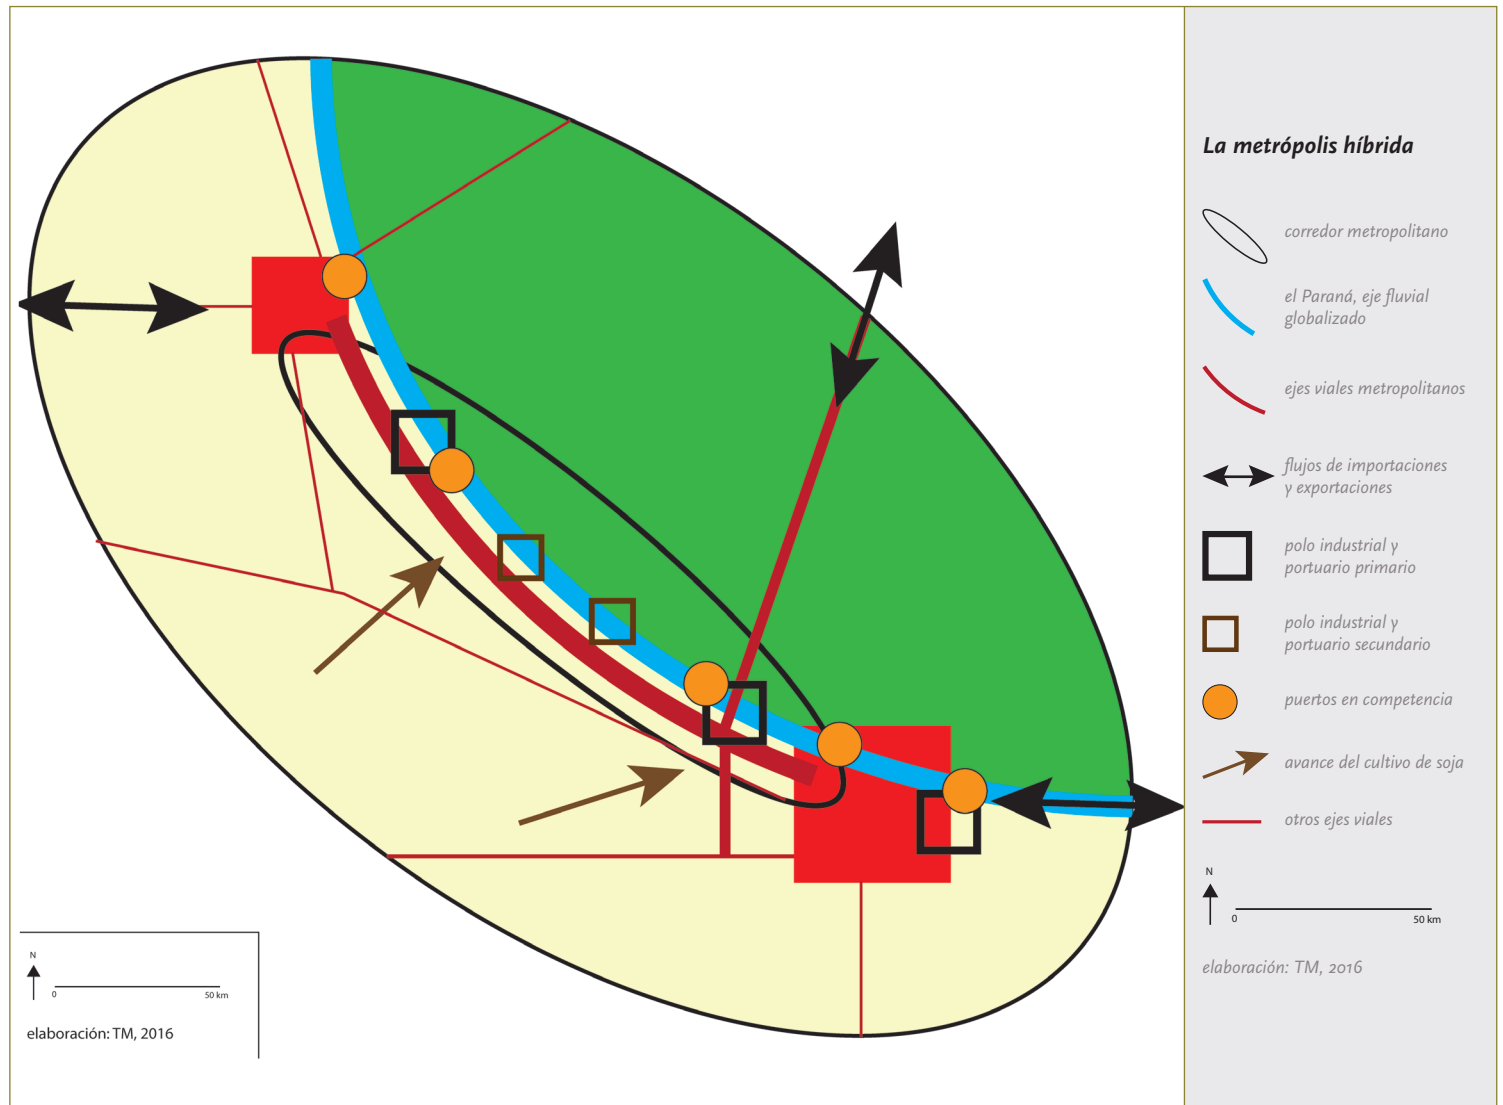 La metrópolis híbrida
corredor metropolitano
el Paraná, eje fluvial
globalizado
ejes viales metropolitanos
flujos de importaciones
y exportaciones
polo industrial y
portuario primario
polo industrial y
portuario secundario
puertos en competencia
avance del cultivo de soja
otros ejes viales
N
0 50 km
elaboración: TM, 2016
N
0 50 km
elaboración: TM, 2016